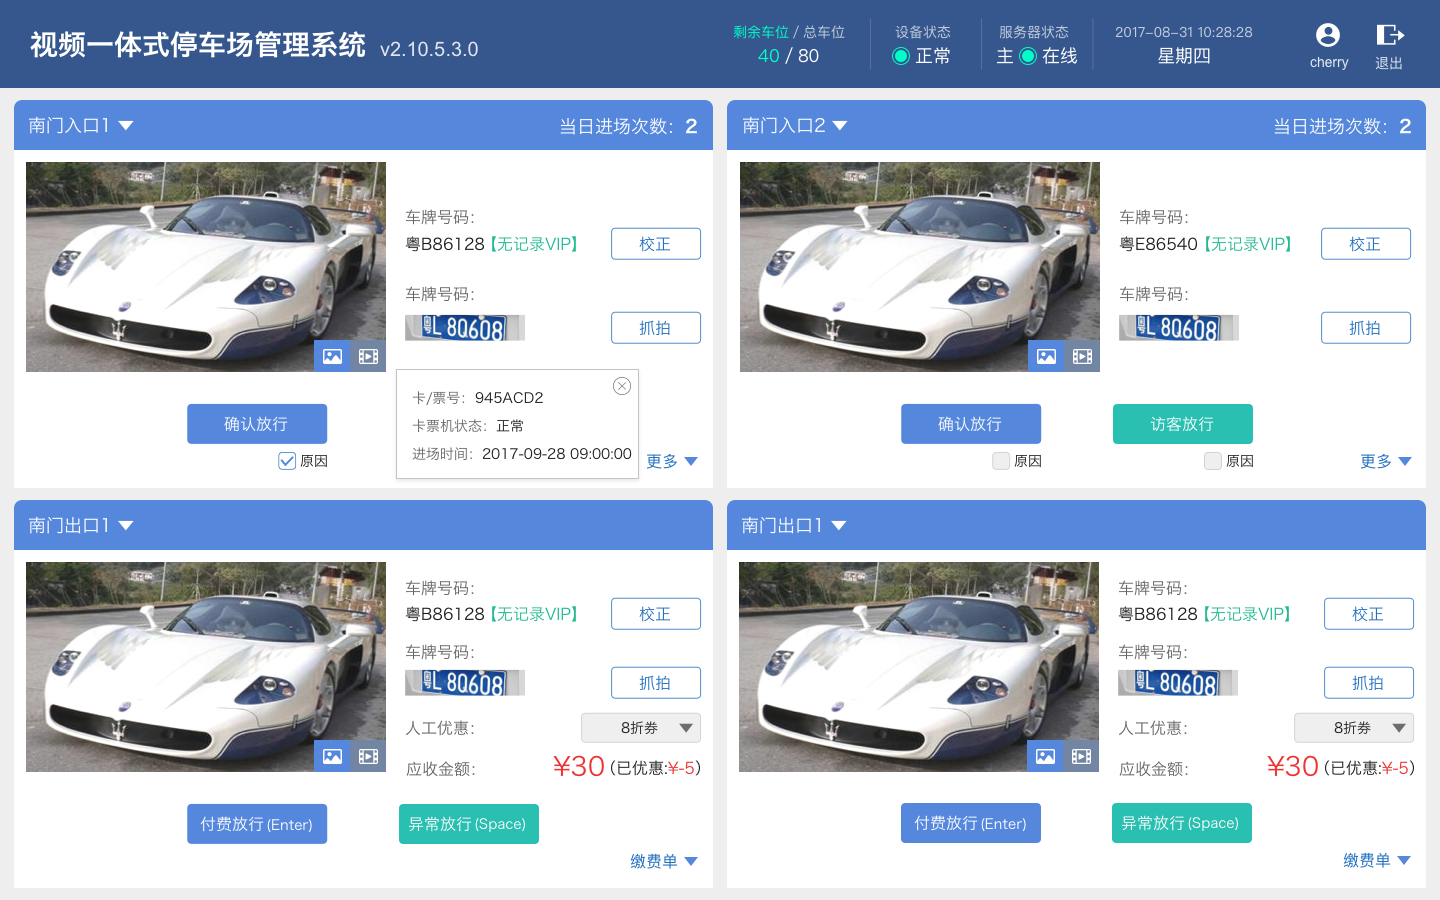 视频一体式停车场管理系统 v2.10.5.3.0
剩余车位 / 总车位
40 / 80
设备状态
正常
服务器状态
主 在线
2017-08-31 10:28:28
星期四
cherry
退出
南门入口1
当日进场次数：2
车牌号码：
粤B86128【无记录VIP】
校正
车牌号码：
粤L 8Q608
抓拍
确认放行
原因
卡/票号：945ACD2
卡票机状态：正常
进场时间：2017-09-28 09:00:00
更多
南门入口2
当日进场次数：2
车牌号码：
粤E86540【无记录VIP】
校正
车牌号码：
粤L 8Q608
抓拍
确认放行
原因
访客放行
原因
更多
南门出口1
车牌号码：
粤B86128【无记录VIP】
校正
车牌号码：
粤L 8Q608
抓拍
人工优惠：
8折券
应收金额：
¥30 (已优惠:¥-5)
付费放行 (Enter)
异常放行 (Space)
缴费单
南门出口1
车牌号码：
粤B86128【无记录VIP】
校正
车牌号码：
粤L 8Q608
抓拍
人工优惠：
8折券
应收金额：
¥30 (已优惠:¥-5)
付费放行 (Enter)
异常放行 (Space)
缴费单